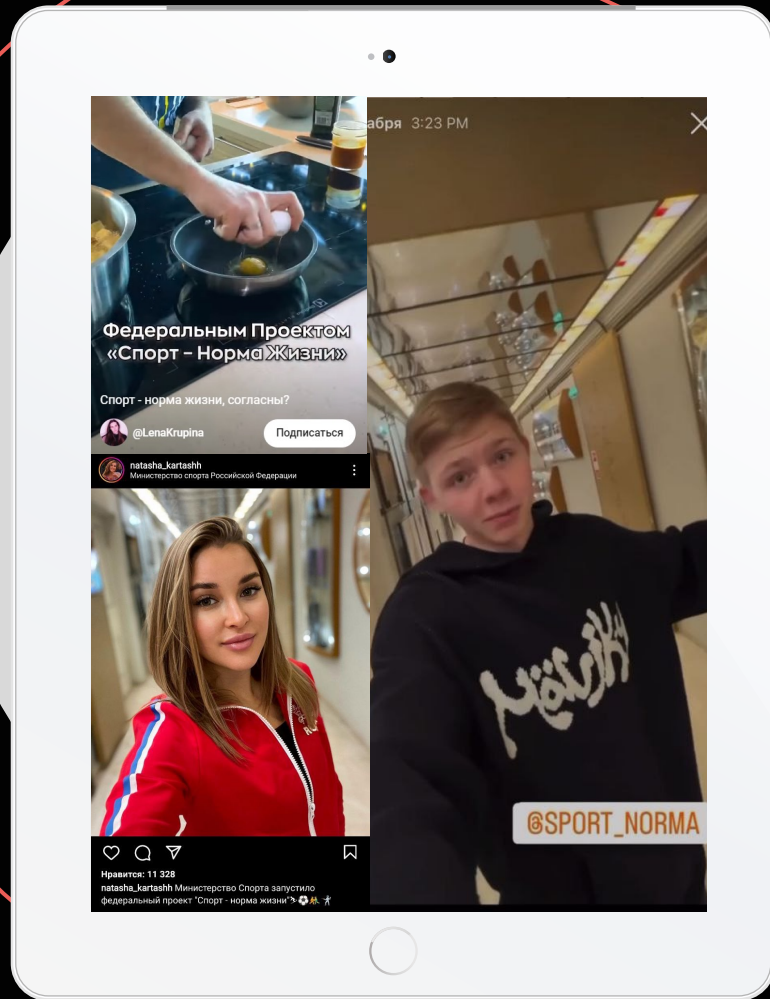 Федеральным Проектом
«Спорт – Норма Жизни»
Спорт - норма жизни, согласны?
@LenaKrupina
Подписаться
natasha_kartashh
Министерство спорта Российской Федерации
Нравится: 11 328
natasha_kartashh Министерство Спорта запустило
федеральный проект "Спорт - норма жизни"
абря 3:23 PM
@SPORT_NORMA